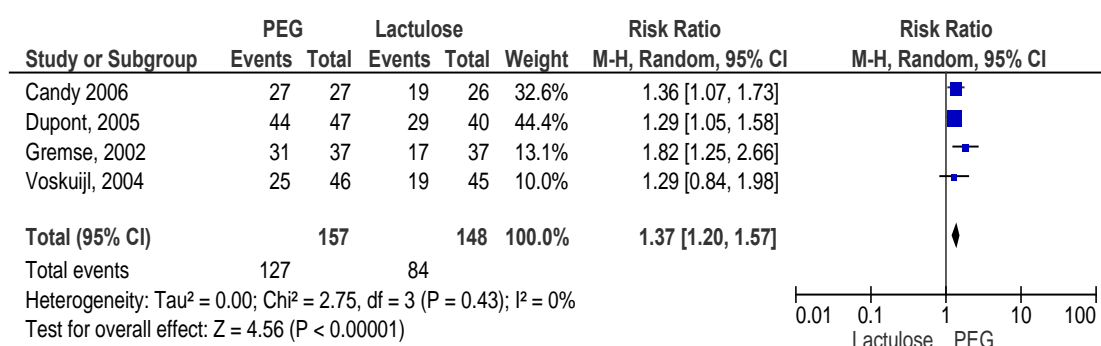 PEG Lactulose Risk Ratio Risk Ratio
Study or Subgroup Events Total Events Total Weight M-H, Random, 95% CI M-H, Random, 95% CI
Candy 2006 27 27 19 26 32.6% 1.36 [1.07, 1.73]
Dupont, 2005 44 47 29 40 44.4% 1.29 [1.05, 1.58]
Gremse, 2002 31 37 17 37 13.1% 1.82 [1.25, 2.66]
Voskuijl, 2004 25 46 19 45 10.0% 1.29 [0.84, 1.98]
Total (95% CI) 157 148 100.0% 1.37 [1.20, 1.57]
Total events 127 84
Heterogeneity: Tau² = 0.00; Chi² = 2.75, df = 3 (P = 0.43); I² = 0%
Test for overall effect: Z = 4.56 (P < 0.00001)
0.01 0.1 1 10 100
Lactulose PEG